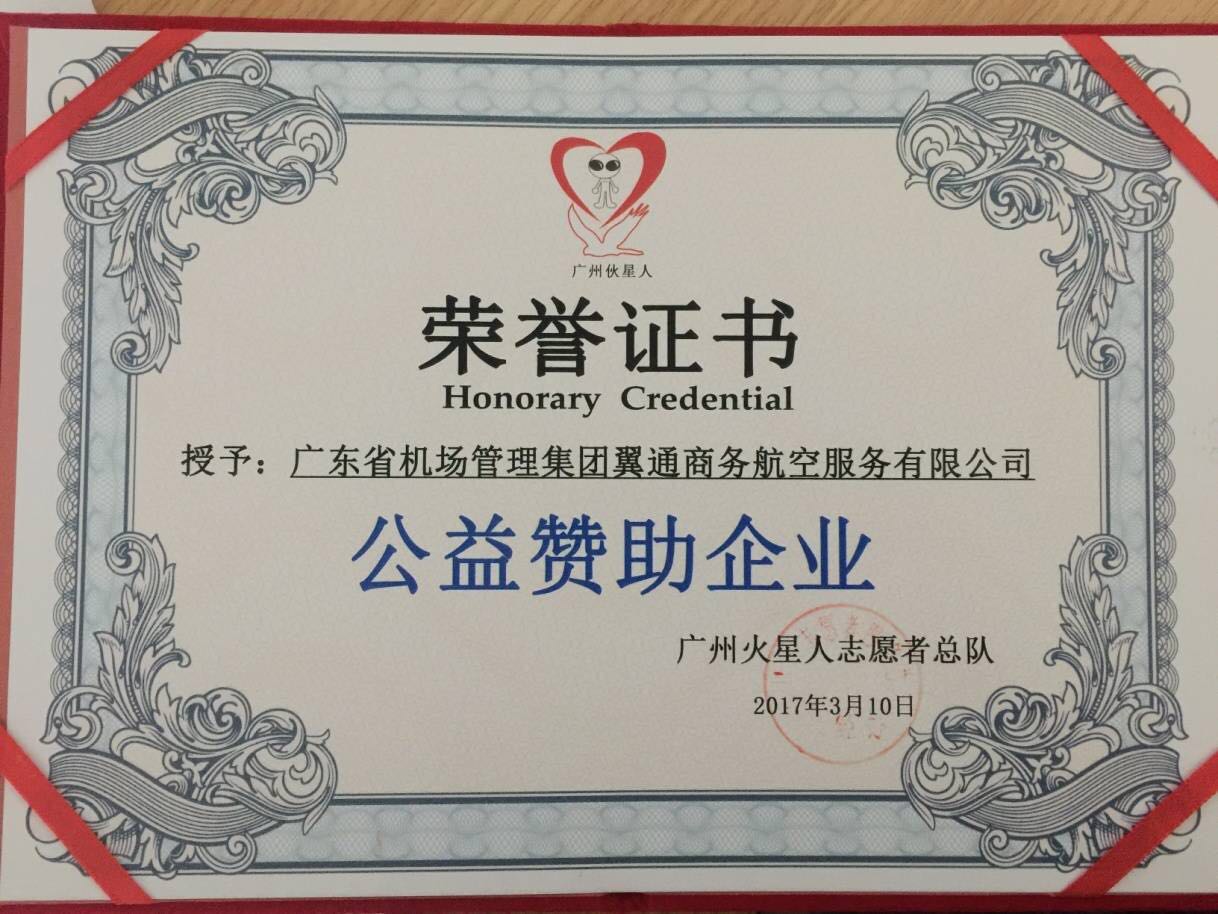 广州伙星人
荣誉证书
Honorary Credential
授予：广东省机场管理集团翼通商务航空服务有限公司
公益赞助企业
广州火星人志愿者总队
2017年3月10日